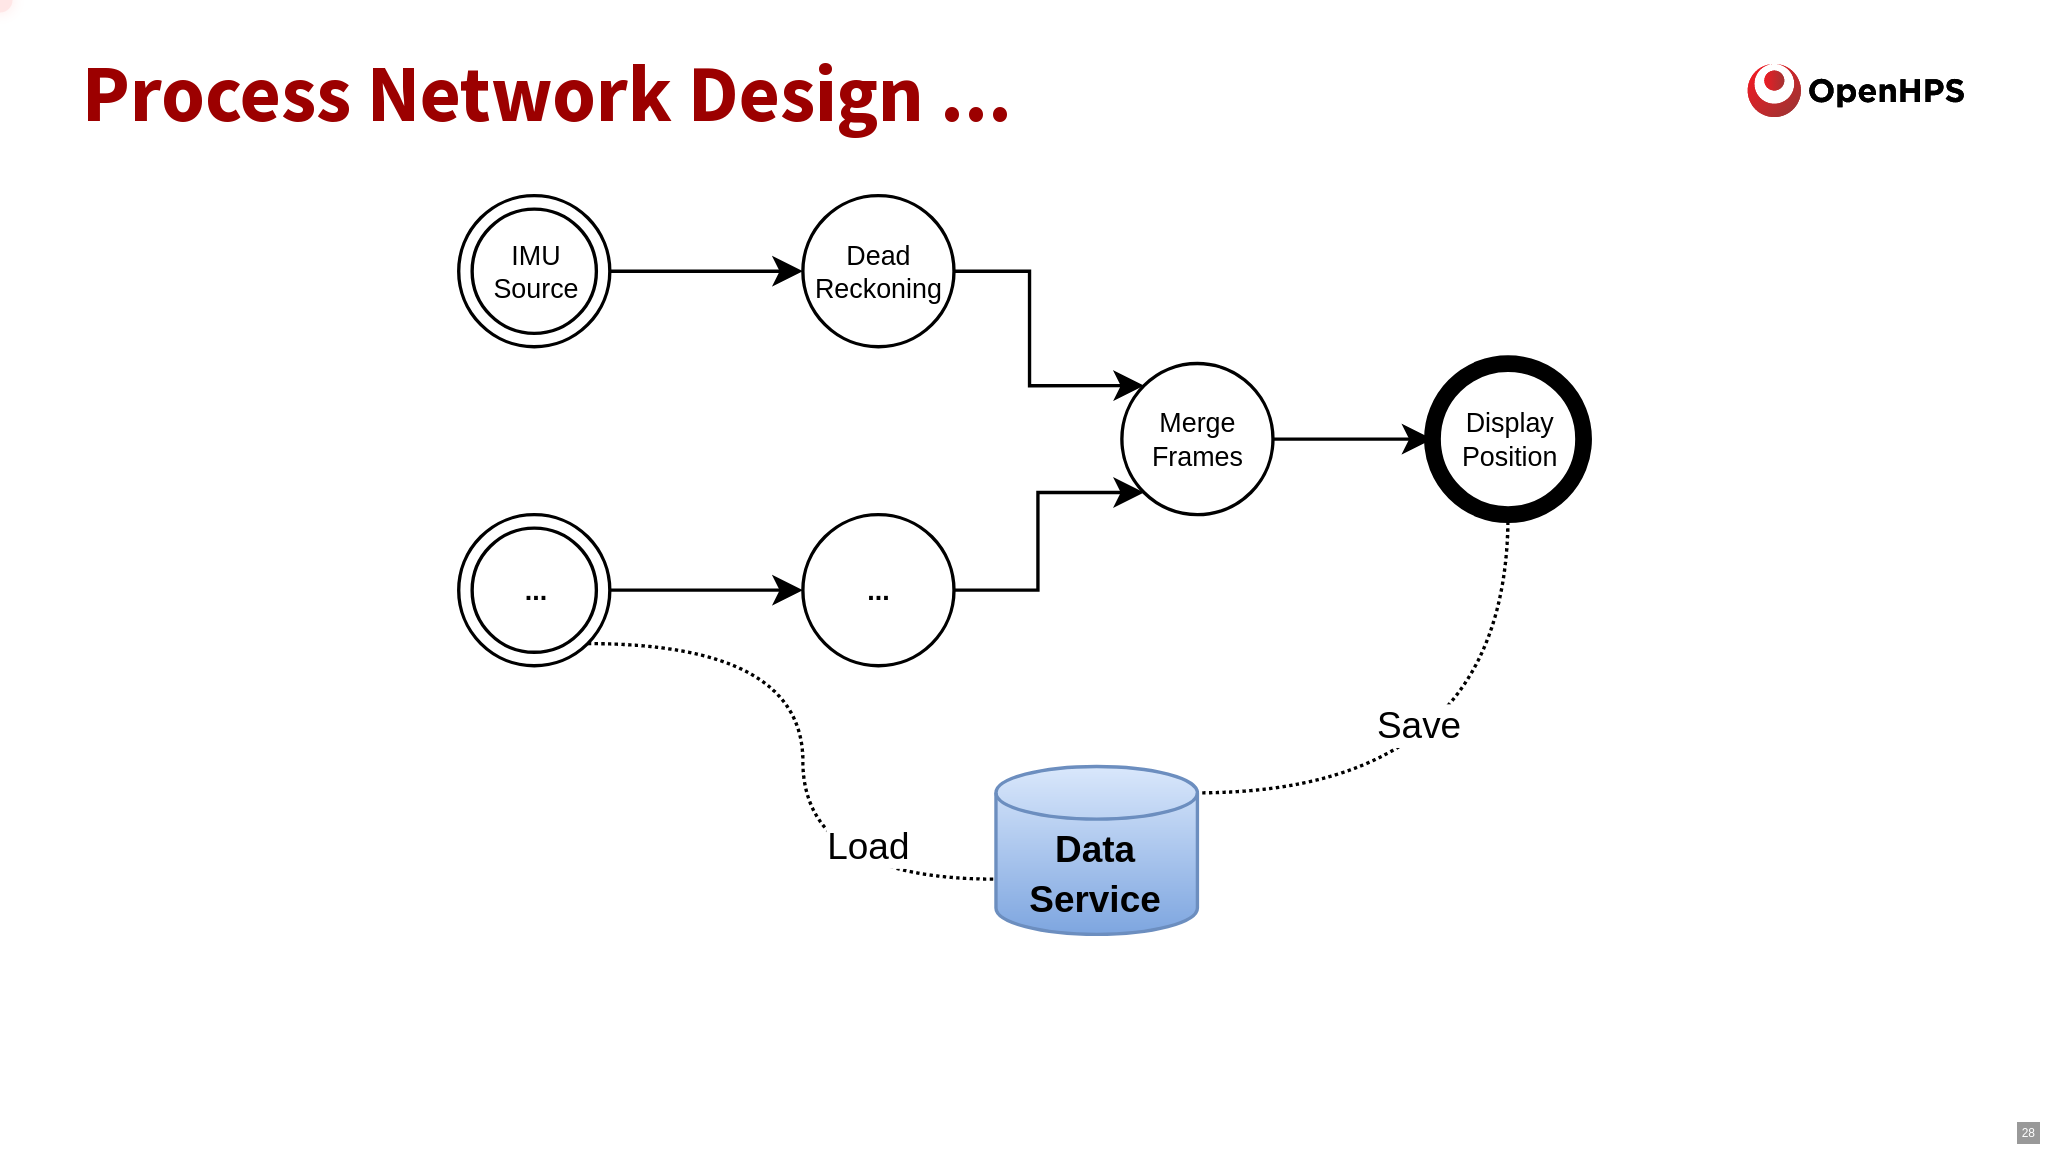 Process Network Design ...
OpenHPS
IMU
Source
Dead
Reckoning
Merge
Frames
Display
Position
...
...
Save
Load
Data
Service
28